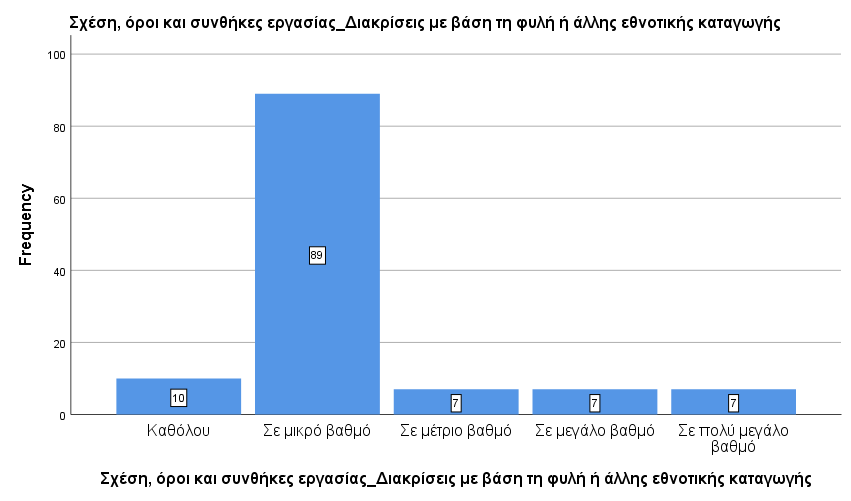 Σχέση, όροι και συνθήκες εργασίας_Διακρίσεις με βάση τη φυλή ή άλλης εθνοτικής καταγωγής
100
80
60
40
20
0
Frequency
10
89
7
7
7
Καθόλου
Σε μικρό βαθμό
Σε μέτριο βαθμό
Σε μεγάλο βαθμό
Σε πολύ μεγάλο
βαθμό
Σχέση, όροι και συνθήκες εργασίας_Διακρίσεις με βάση τη φυλή ή άλλης εθνοτικής καταγωγής